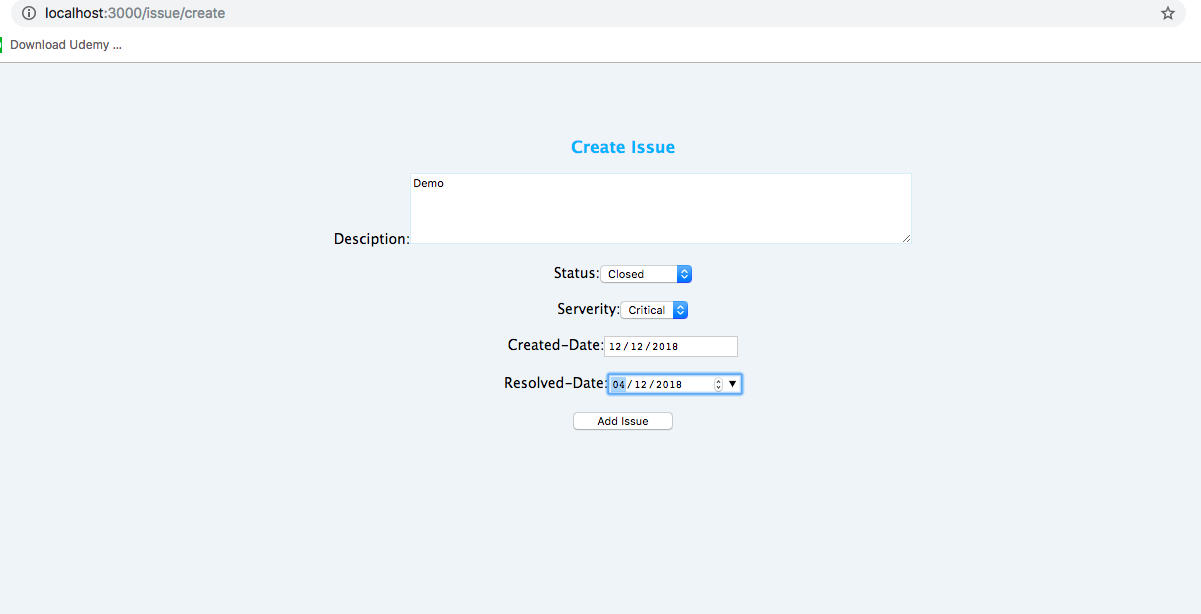 localhost:3000/issue/create
Download Udemy ...
Create Issue
Demo
Desciption:
Status: Closed
Serverity: Critical
Created-Date: 12/12/2018
Resolved-Date: 04/12/2018
Add Issue